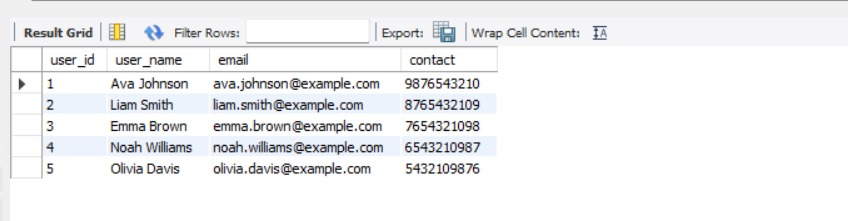 Result Grid Filter Rows: Export: Wrap Cell Content: IA
user_id user_name email contact
1 Ava Johnson ava.johnson@example.com 9876543210
2 Liam Smith liam.smith@example.com 8765432109
3 Emma Brown emma.brown@example.com 7654321098
4 Noah Williams noah.williams@example.com 6543210987
5 Olivia Davis olivia.davis@example.com 5432109876